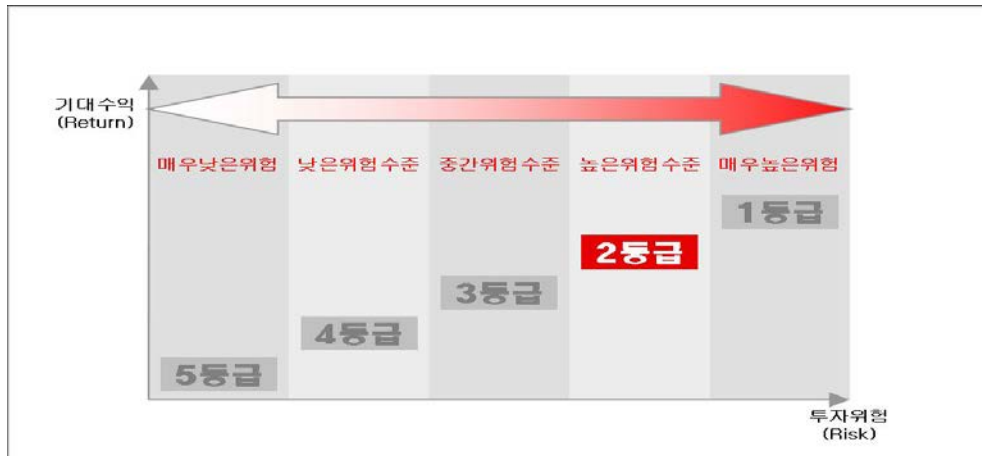 기대수익
(Return)
매우낮은위험 낮은위험수준 중간위험수준 높은위험수준 매우높은위험
1등급
2등급
3등급
4등급
5등급
투자위험
(Risk)